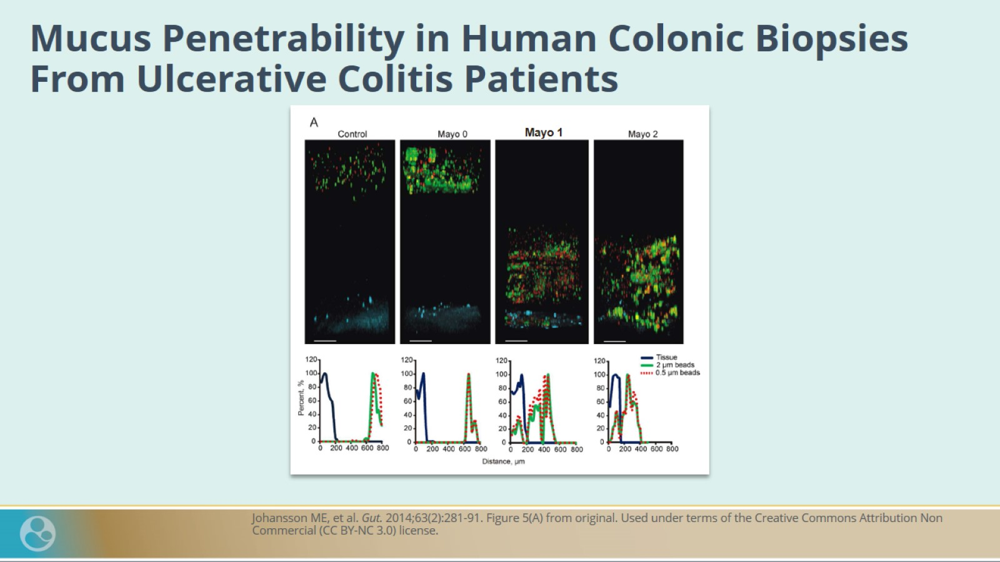 Mucus Penetrability in Human Colonic Biopsies
From Ulcerative Colitis Patients
A
Control
Mayo 0
Mayo 1
Mayo 2
Percent, %
120
100
80
60
40
20
0
0 200 400 600 800
120
100
80
60
40
20
0
0 200 400 600 800
120
100
80
60
40
20
0
0 200 400 600 800
120
100
80
60
40
20
0
0 200 400 600 800
Tissue
2 µm beads
0.5 µm beads
Distance, µm
Johansson ME, et al. Gut. 2014;63(2):281-91. Figure 5(A) from original. Used under terms of the Creative Commons Attribution Non
Commercial (CC BY-NC 3.0) license.